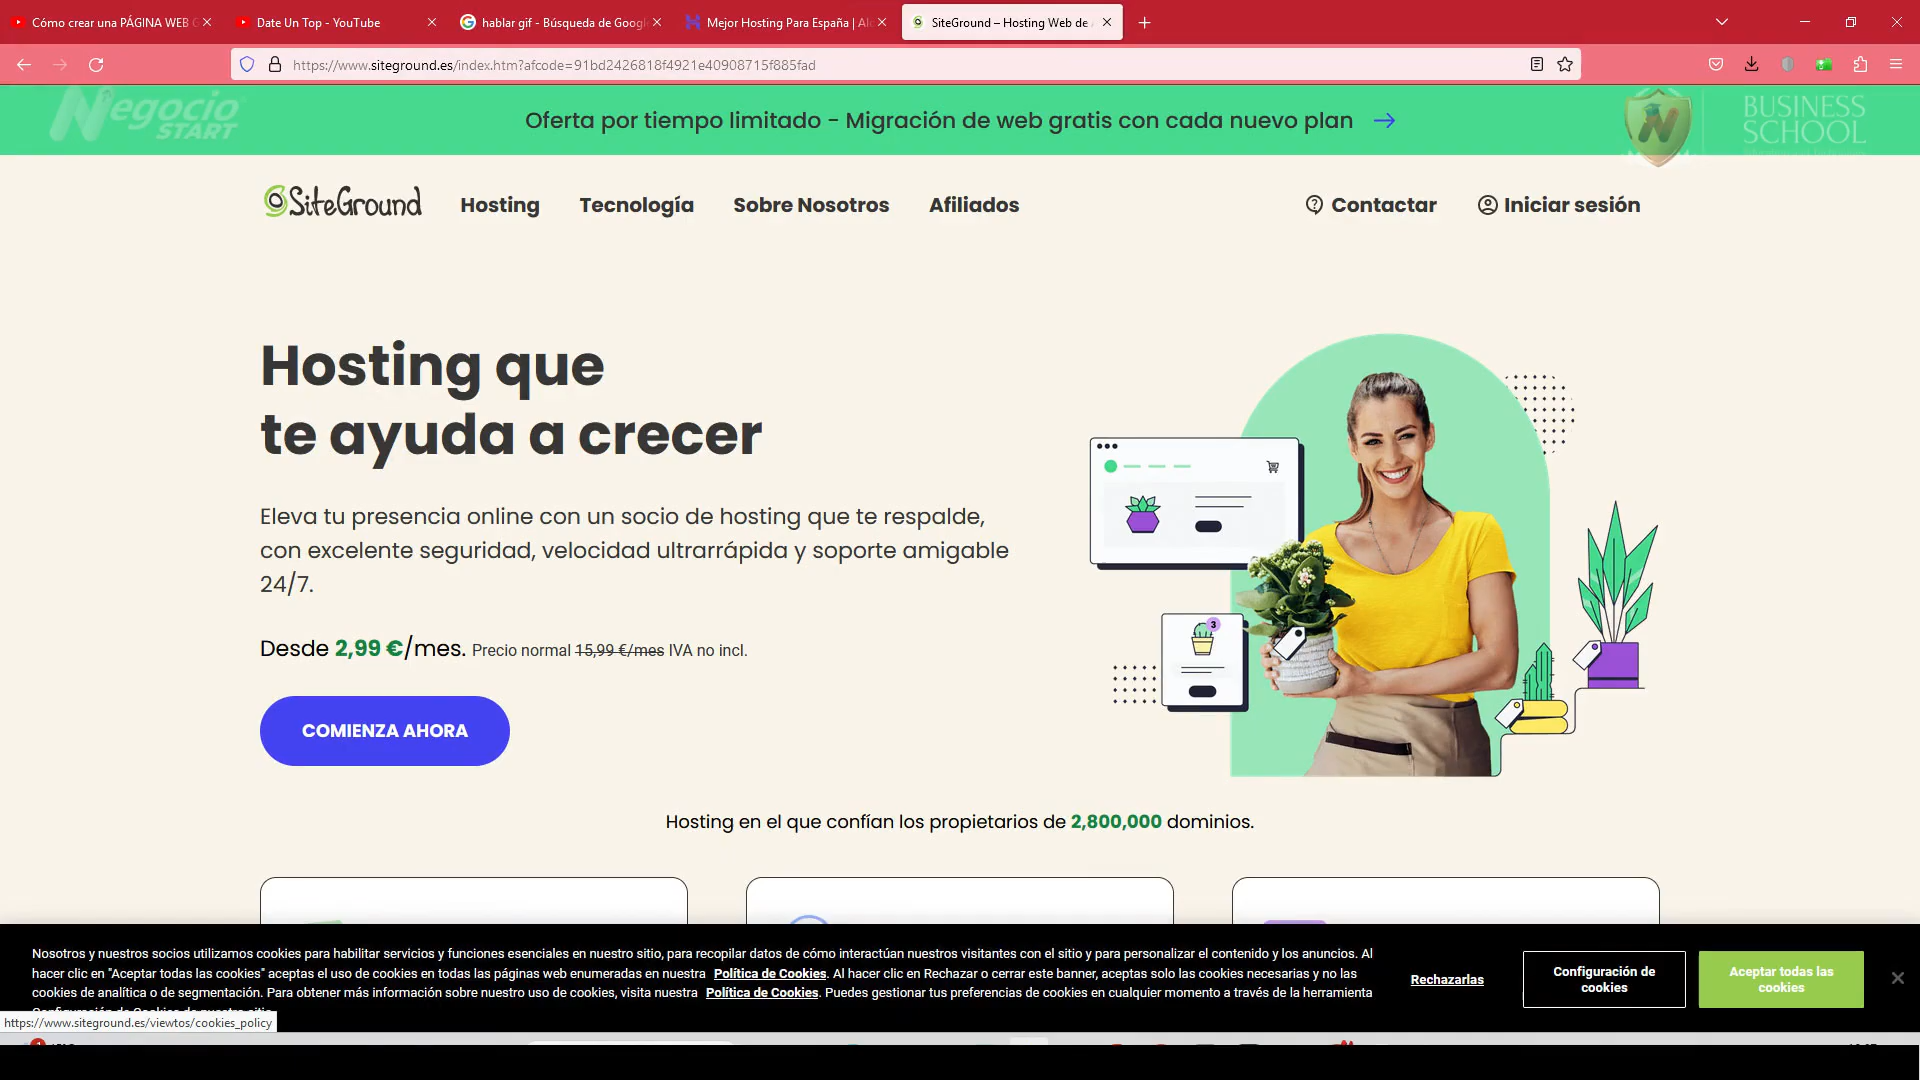 Cómo crear una PÁGINA WEB G
Date Un Top - YouTube
hablar gif - Búsqueda de Google
Mejor Hosting Para España | Al
SiteGround – Hosting Web de
https://www.siteground.es/index.htm?afcode=91bd2426818f4921e40908715f885fad
Negocio
START
Oferta por tiempo limitado - Migración de web gratis con cada nuevo plan
BUSINESS
SCHOOL
SiteGround
Hosting
Tecnología
Sobre Nosotros
Afiliados
Contactar
Iniciar sesión
Hosting que
te ayuda a crecer
Eleva tu presencia online con un socio de hosting que te respalde,
con excelente seguridad, velocidad ultrarrápida y soporte amigable
24/7.
Desde 2,99 €/mes. Precio normal 15,99 €/mes IVA no incl.
COMIENZA AHORA
3
Hosting en el que confían los propietarios de 2,800,000 dominios.
Nosotros y nuestros socios utilizamos cookies para habilitar servicios y funciones esenciales en nuestro sitio, para recopilar datos de cómo interactúan nuestros visitantes con el sitio y para personalizar el contenido y los anuncios. Al
hacer clic en "Aceptar todas las cookies" aceptas el uso de cookies en todas las páginas web enumeradas en nuestra Política de Cookies. Al hacer clic en Rechazar o cerrar este banner, aceptas solo las cookies necesarias y no las
cookies de analítica o de segmentación. Para obtener más información sobre nuestro uso de cookies, visita nuestra Política de Cookies. Puedes gestionar tus preferencias de cookies en cualquier momento a través de la herramienta
Rechazarlas
Configuración de
cookies
Aceptar todas las
cookies
https://www.siteground.es/viewtos/cookies_policy